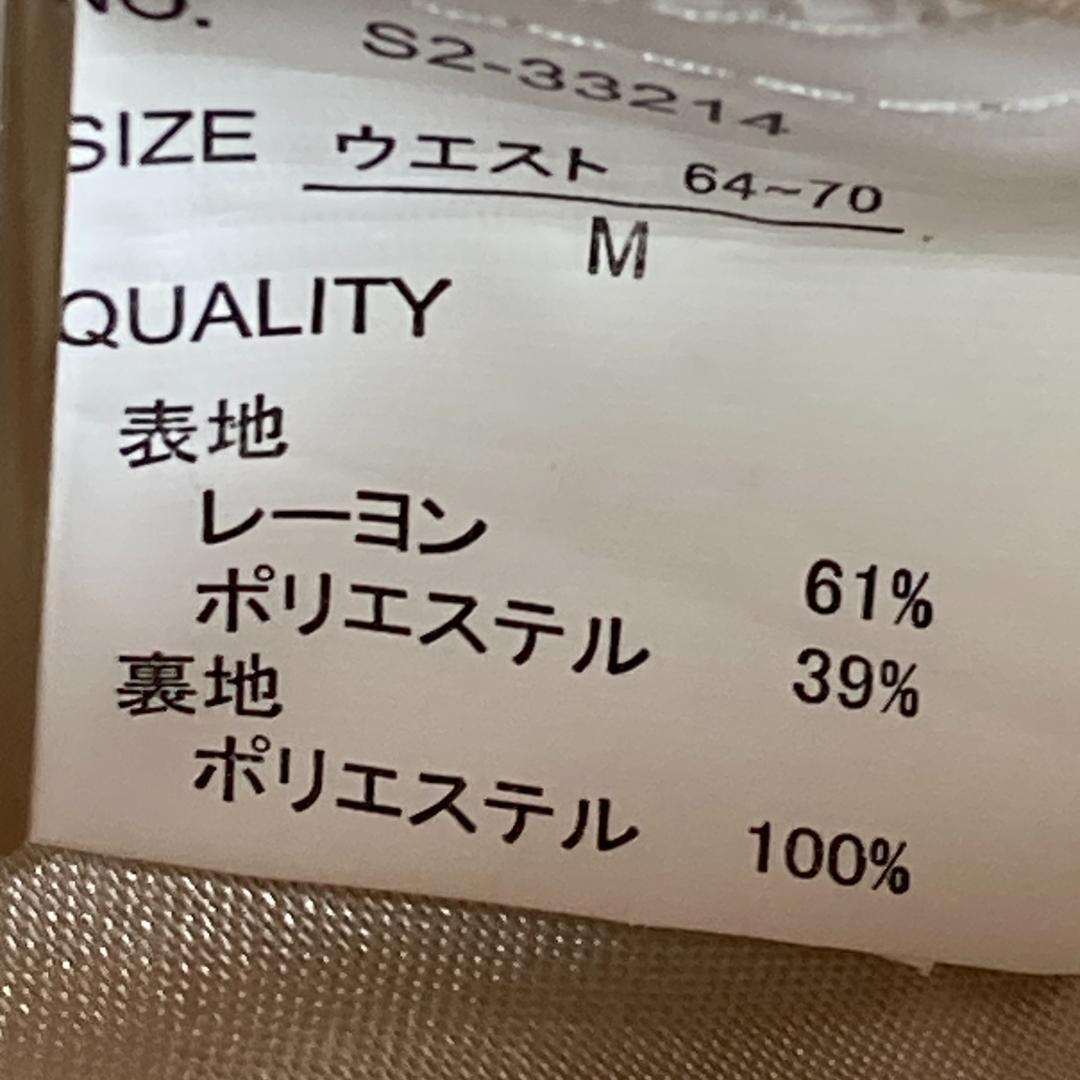 NO. S2-33214
SIZE ウエスト 64~70
M
QUALITY
表地
レーヨン 61%
ポリエステル 39%
裏地
ポリエステル 100%